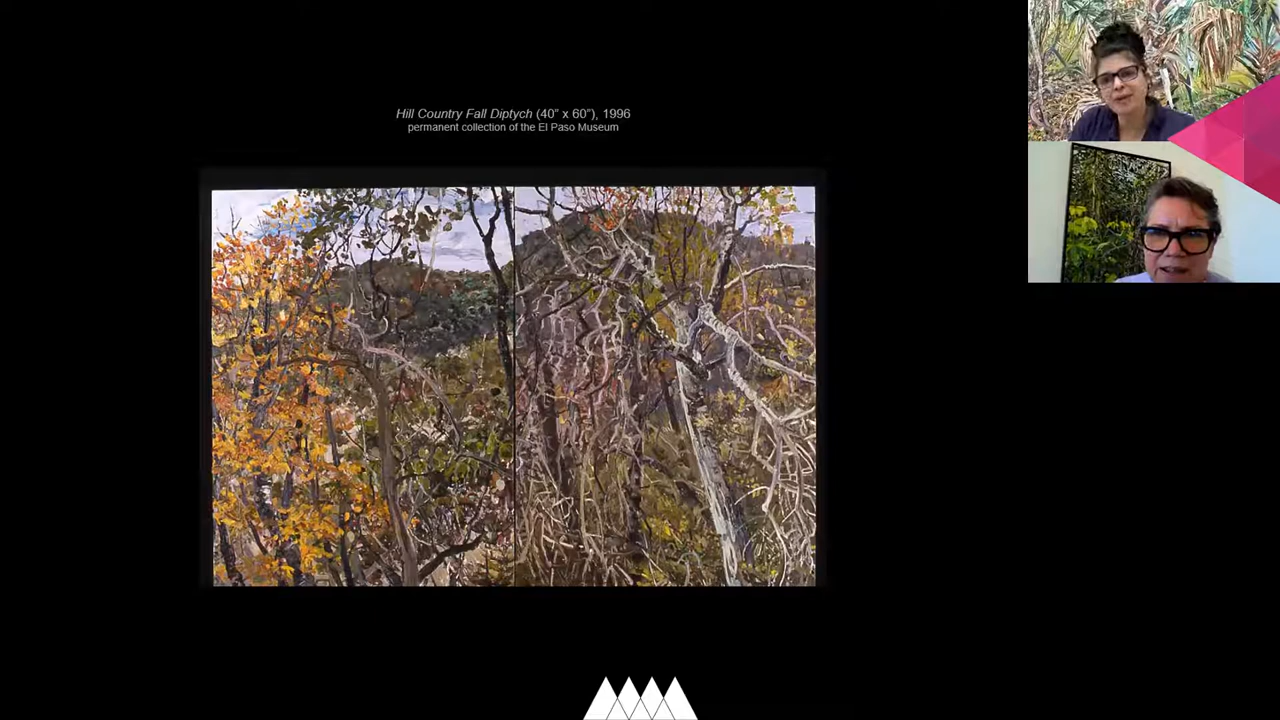 Hill Country Fall Diptych (40" x 60"), 1996
permanent collection of the El Paso Museum